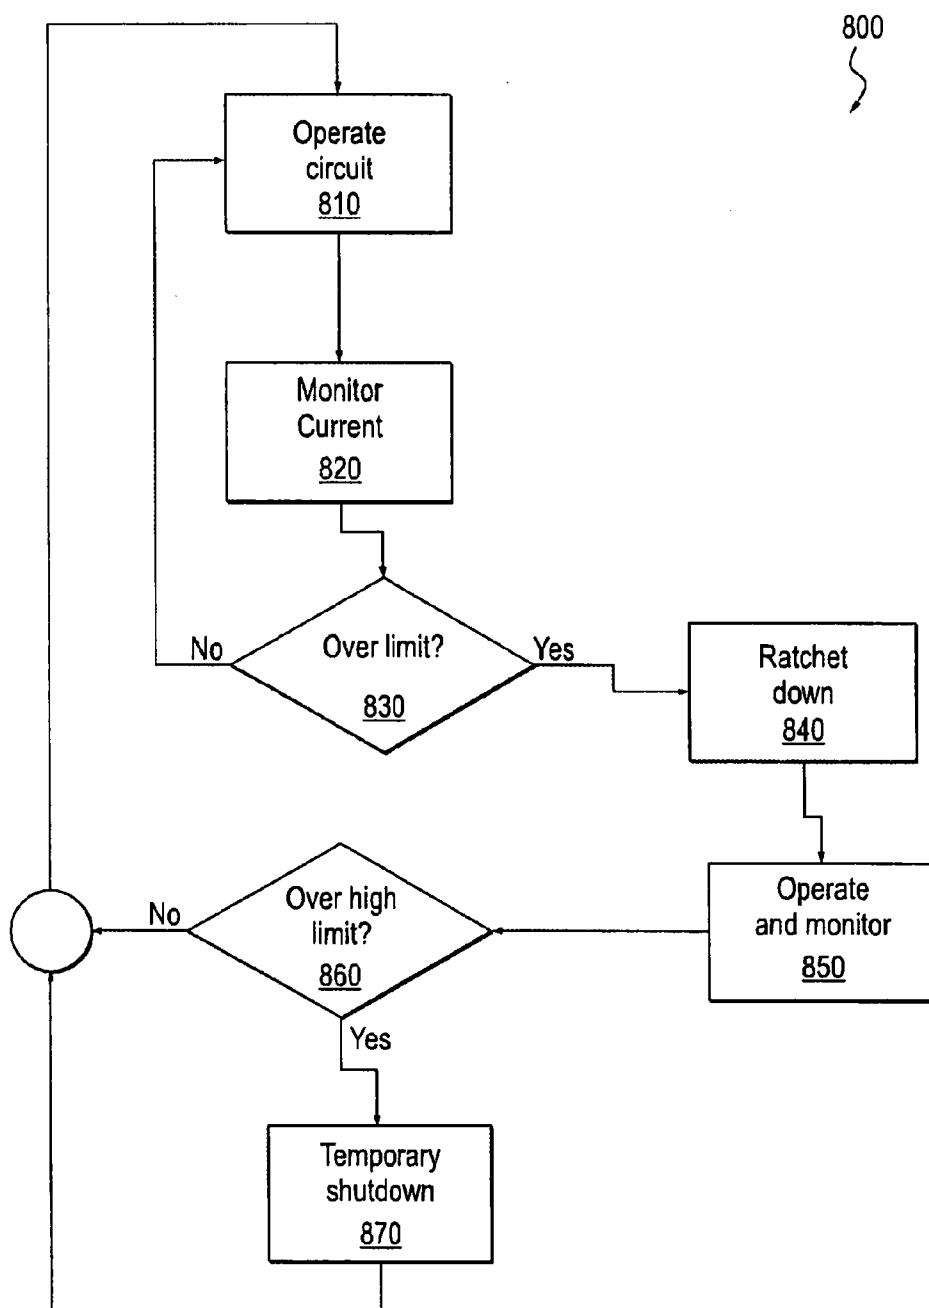 800
Operate
circuit
810
Monitor
Current
820
No
Over limit?
Yes
830
Ratchet
down
840
Operate
and monitor
850
No
Over high
limit?
860
Yes
Temporary
shutdown
870